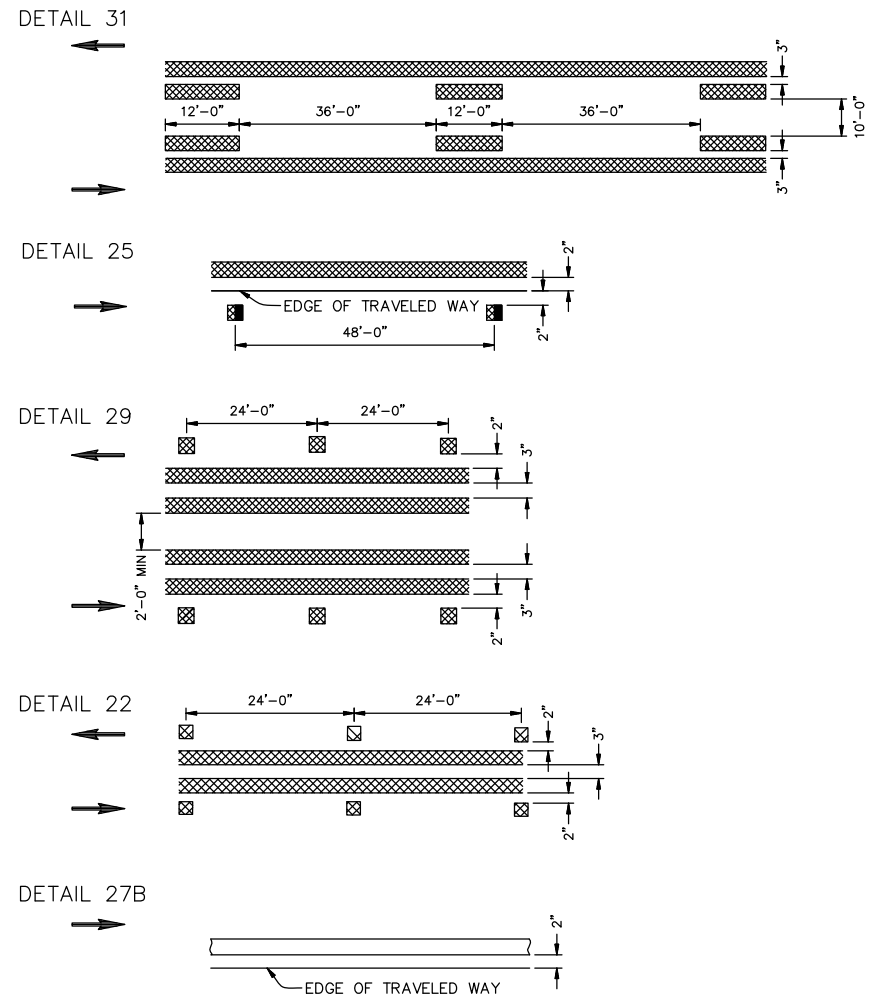 DETAIL 31
3"
12'-0" 36'-0" 12'-0" 36'-0"
10'-0"
3"
DETAIL 25
2"
EDGE OF TRAVELED WAY
2"
48'-0"
DETAIL 29
24'-0" 24'-0"
2"
3"
2'-0" MIN
3"
2"
DETAIL 22
24'-0" 24'-0"
2"
3"
2"
DETAIL 27B
2"
EDGE OF TRAVELED WAY